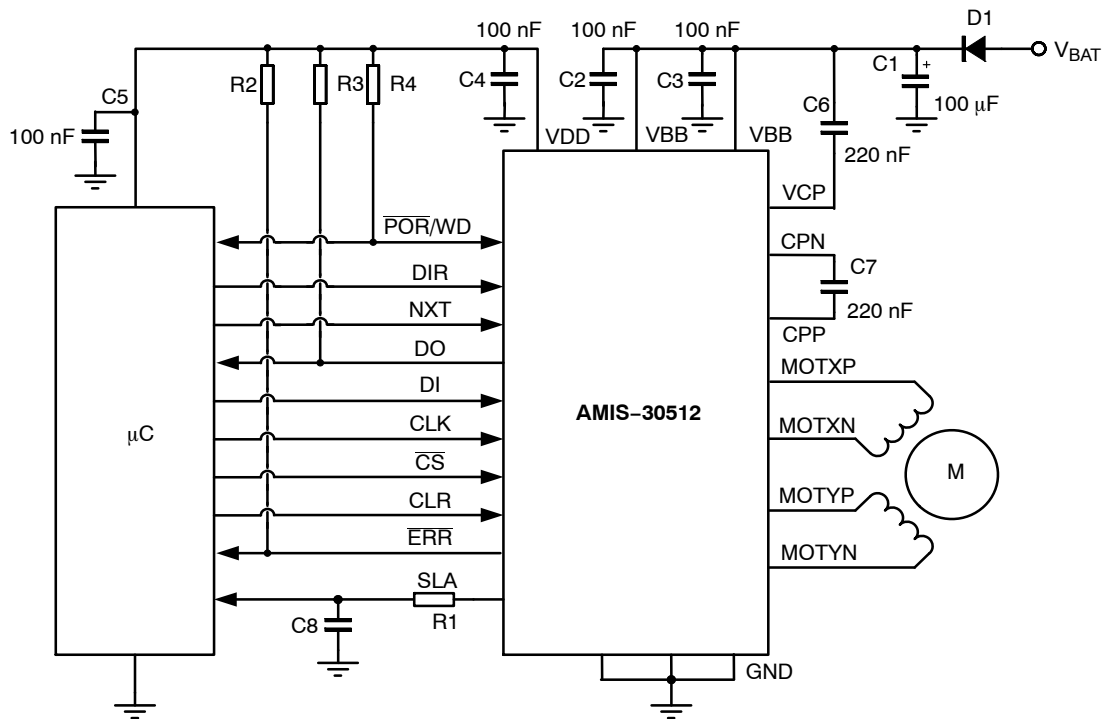 100 nF
100 nF
100 nF
D1
V_BAT
C5
R2
R3
R4
C4
C2
C3
C1
+
100 μF
C6
100 nF
VDD
VBB
VBB
220 nF
VCP
POR/WD
CPN
DIR
C7
NXT
220 nF
CPP
DO
MOTXP
DI
AMIS–30512
μC
CLK
MOTXN
CS
M
CLR
MOTYP
ERR
MOTYN
SLA
C8
R1
GND